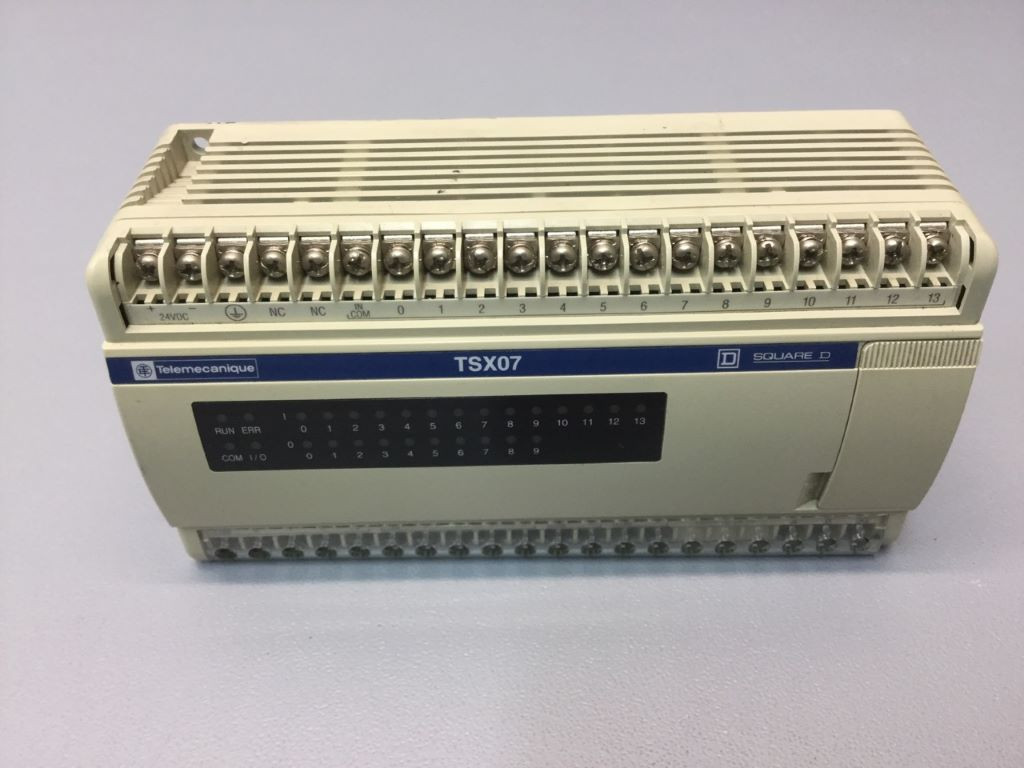 + 24VDC − NC NC IN COM 0 1 2 3 4 5 6 7 8 9 10 11 12 13
Telemecanique TSX07 D SQUARE D
I
RUN ERR 0 1 2 3 4 5 6 7 8 9 10 11 12 13
O
COM I/O 0 1 2 3 4 5 6 7 8 9